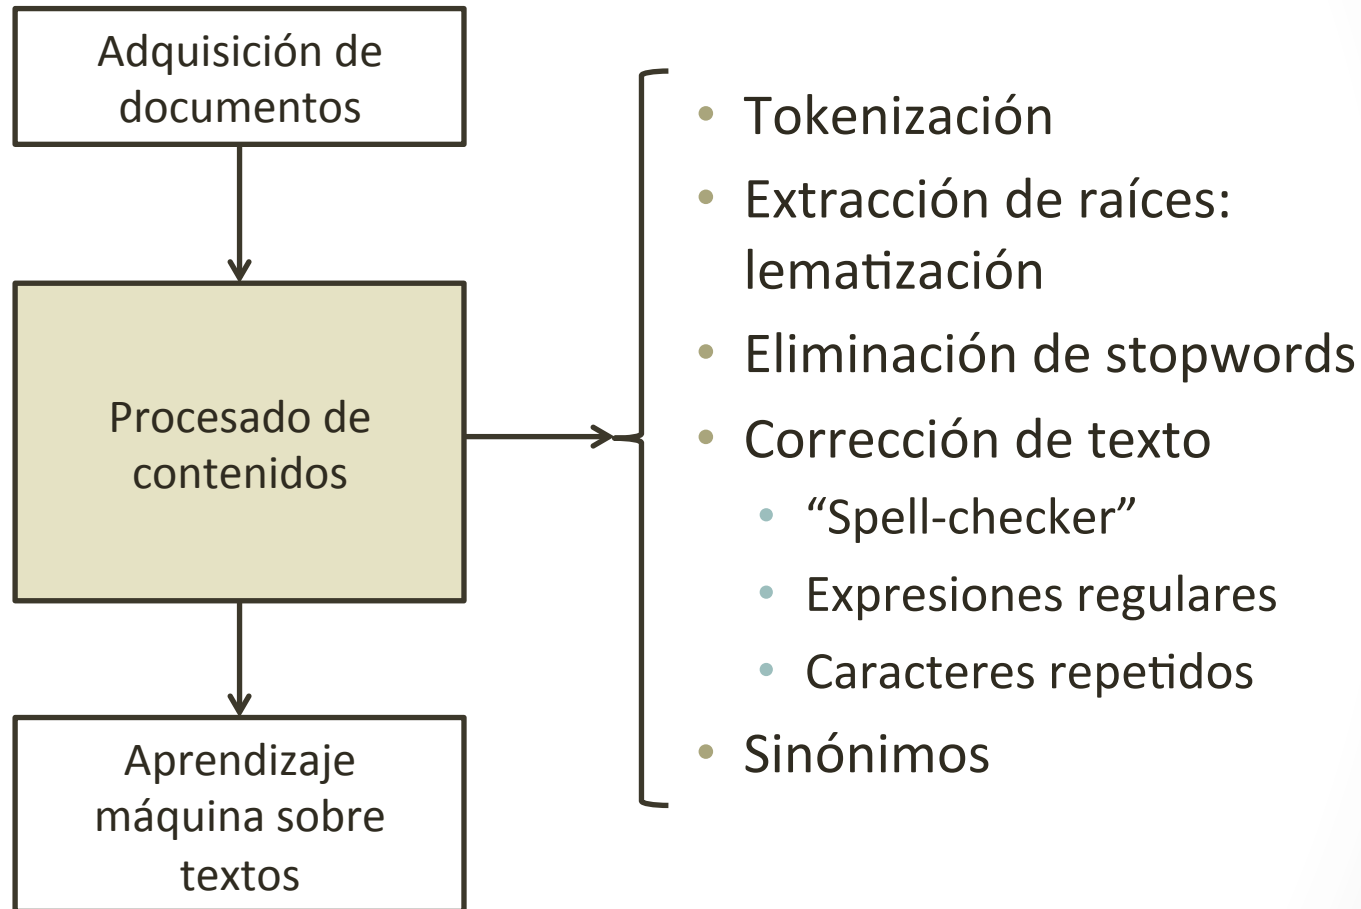 Adquisición de
documentos
Procesado de
contenidos
Aprendizaje
máquina sobre
textos
• Tokenización
• Extracción de raíces:
lematización
• Eliminación de stopwords
• Corrección de texto
• “Spell-checker”
• Expresiones regulares
• Caracteres repetidos
• Sinónimos